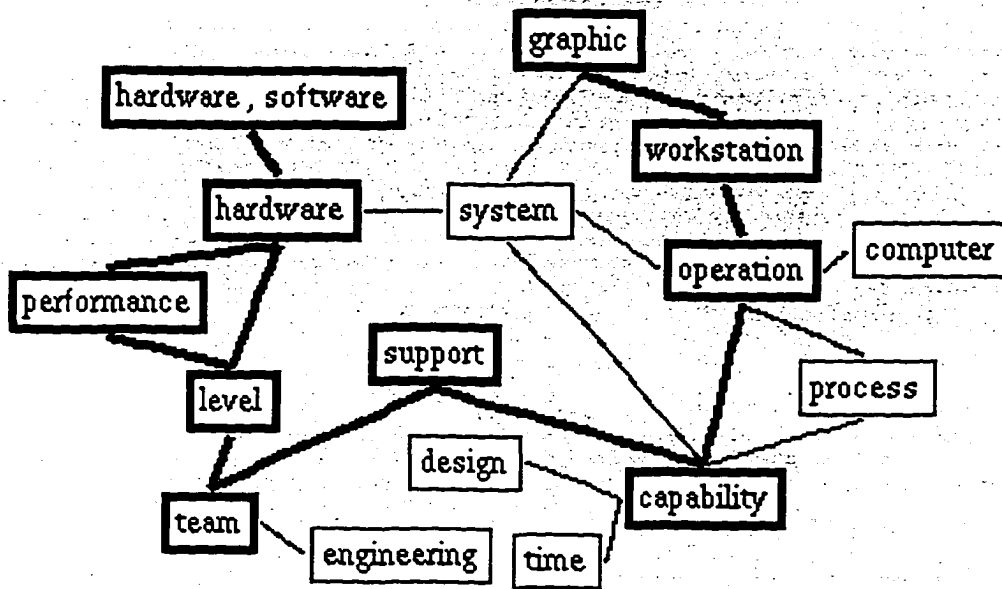 graphic
hardware, software
workstation
hardware
system
computer
operation
performance
support
process
level
design
capability
team
engineering
time